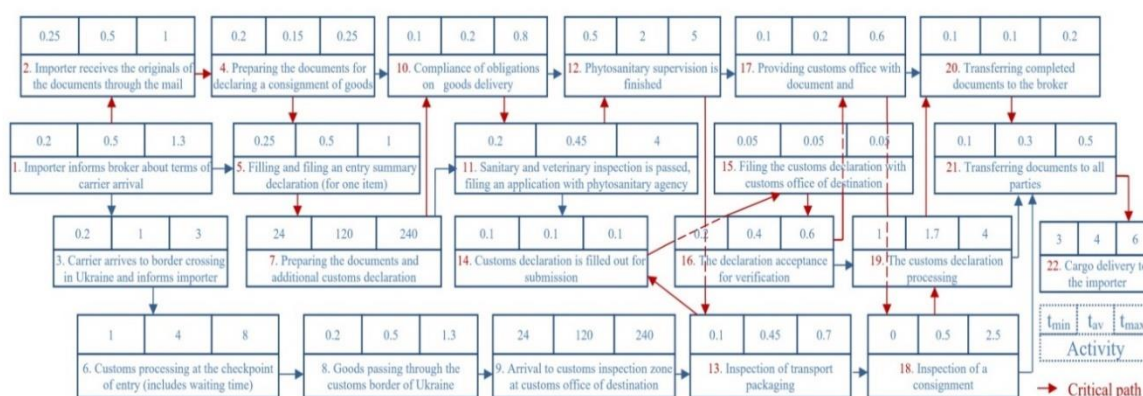 0.25 0.5 1
2. Importer receives the originals of
the documents through the mail
0.2 0.15 0.25
4. Preparing the documents for
declaring a consignment of goods
0.1 0.2 0.8
10. Compliance of obligations
on goods delivery
0.5 2 5
12. Phytosanitary supervision is
finished
0.1 0.2 0.6
17. Providing customs office with
document and
0.1 0.1 0.2
20. Transferring completed
documents to the broker
0.2 0.5 1.3
1. Importer informs broker about terms of
carrier arrival
0.25 0.5 1
5. Filling and filing an entry summary
declaration (for one item)
0.2 0.45 4
11. Sanitary and veterinary inspection is passed,
filing an application with phytosanitary agency
0.05 0.05 0.05
15. Filing the customs declaration with
customs office of destination
0.1 0.3 0.5
21. Transferring documents to all
parties
0.2 1 3
3. Carrier arrives to border crossing
in Ukraine and informs importer
24 120 240
7. Preparing the documents and
additional customs declaration
0.1 0.1 0.1
14. Customs declaration is filled out for
submission
0.2 0.4 0.6
16. The declaration acceptance
for verification
1 1.7 4
19. The customs declaration
processing
3 4 6
22. Cargo delivery to
the importer
1 4 8
6. Customs processing at the checkpoint
of entry (includes waiting time)
0.2 0.5 1.3
8. Goods passing through the
customs border of Ukraine
24 120 240
9. Arrival to customs inspection zone
at customs office of destination
0.1 0.45 0.7
13. Inspection of transport
packaging
0 0.5 2.5
18. Inspection of a
consignment
tmin tav tmax
Activity
Critical path